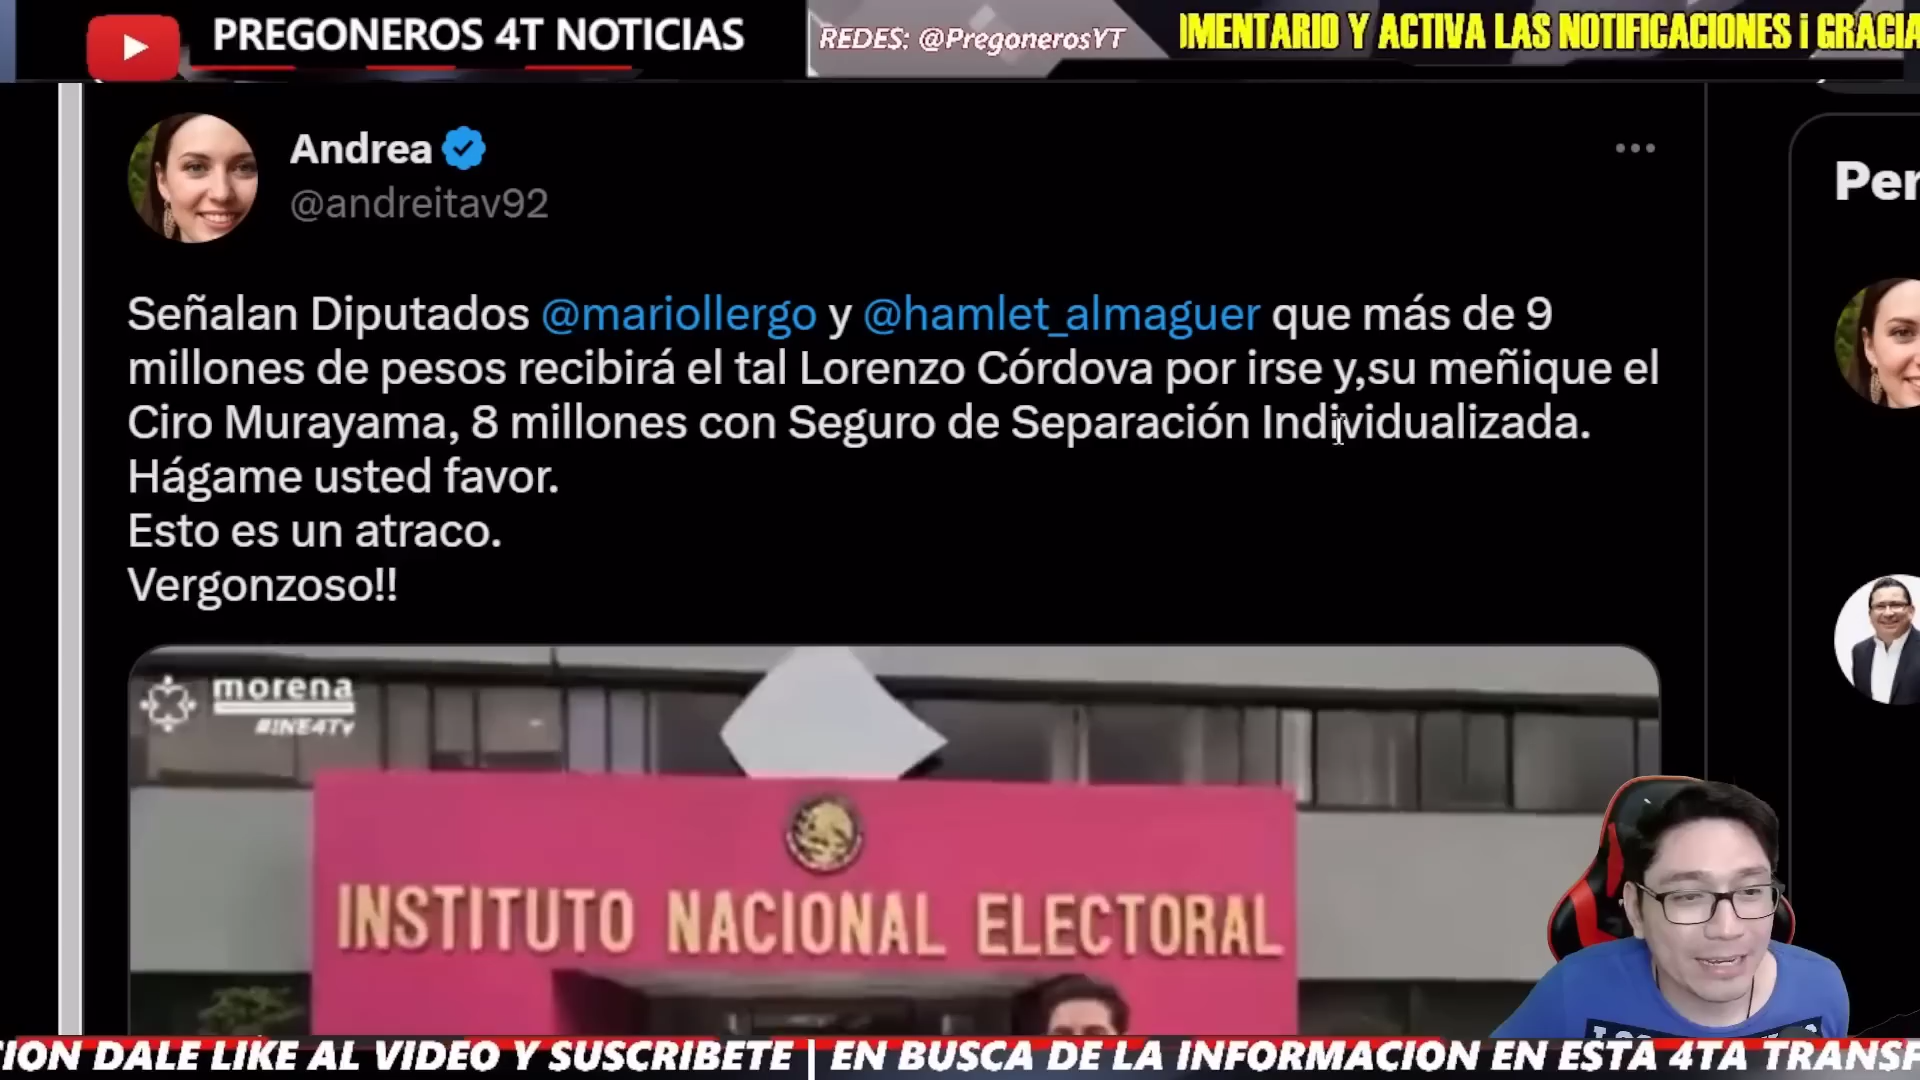 PREGONEROS 4T NOTICIAS
REDES: @PregonerosYT
OMENTARIO Y ACTIVA LAS NOTIFICACIONES ¡ GRACIA
Andrea
@andreitav92
Per
Señalan Diputados @mariollergo y @hamlet_almaguer que más de 9
millones de pesos recibirá el tal Lorenzo Córdova por irse y,su meñique el
Ciro Murayama, 8 millones con Seguro de Separación Individualizada.
Hágame usted favor.
Esto es un atraco.
Vergonzoso!!
morena
#INE4Tv
INSTITUTO NACIONAL ELECTORAL
CION DALE LIKE AL VIDEO Y SUSCRIBETE | EN BUSCA DE LA INFORMACION EN ESTA 4TA TRANSF